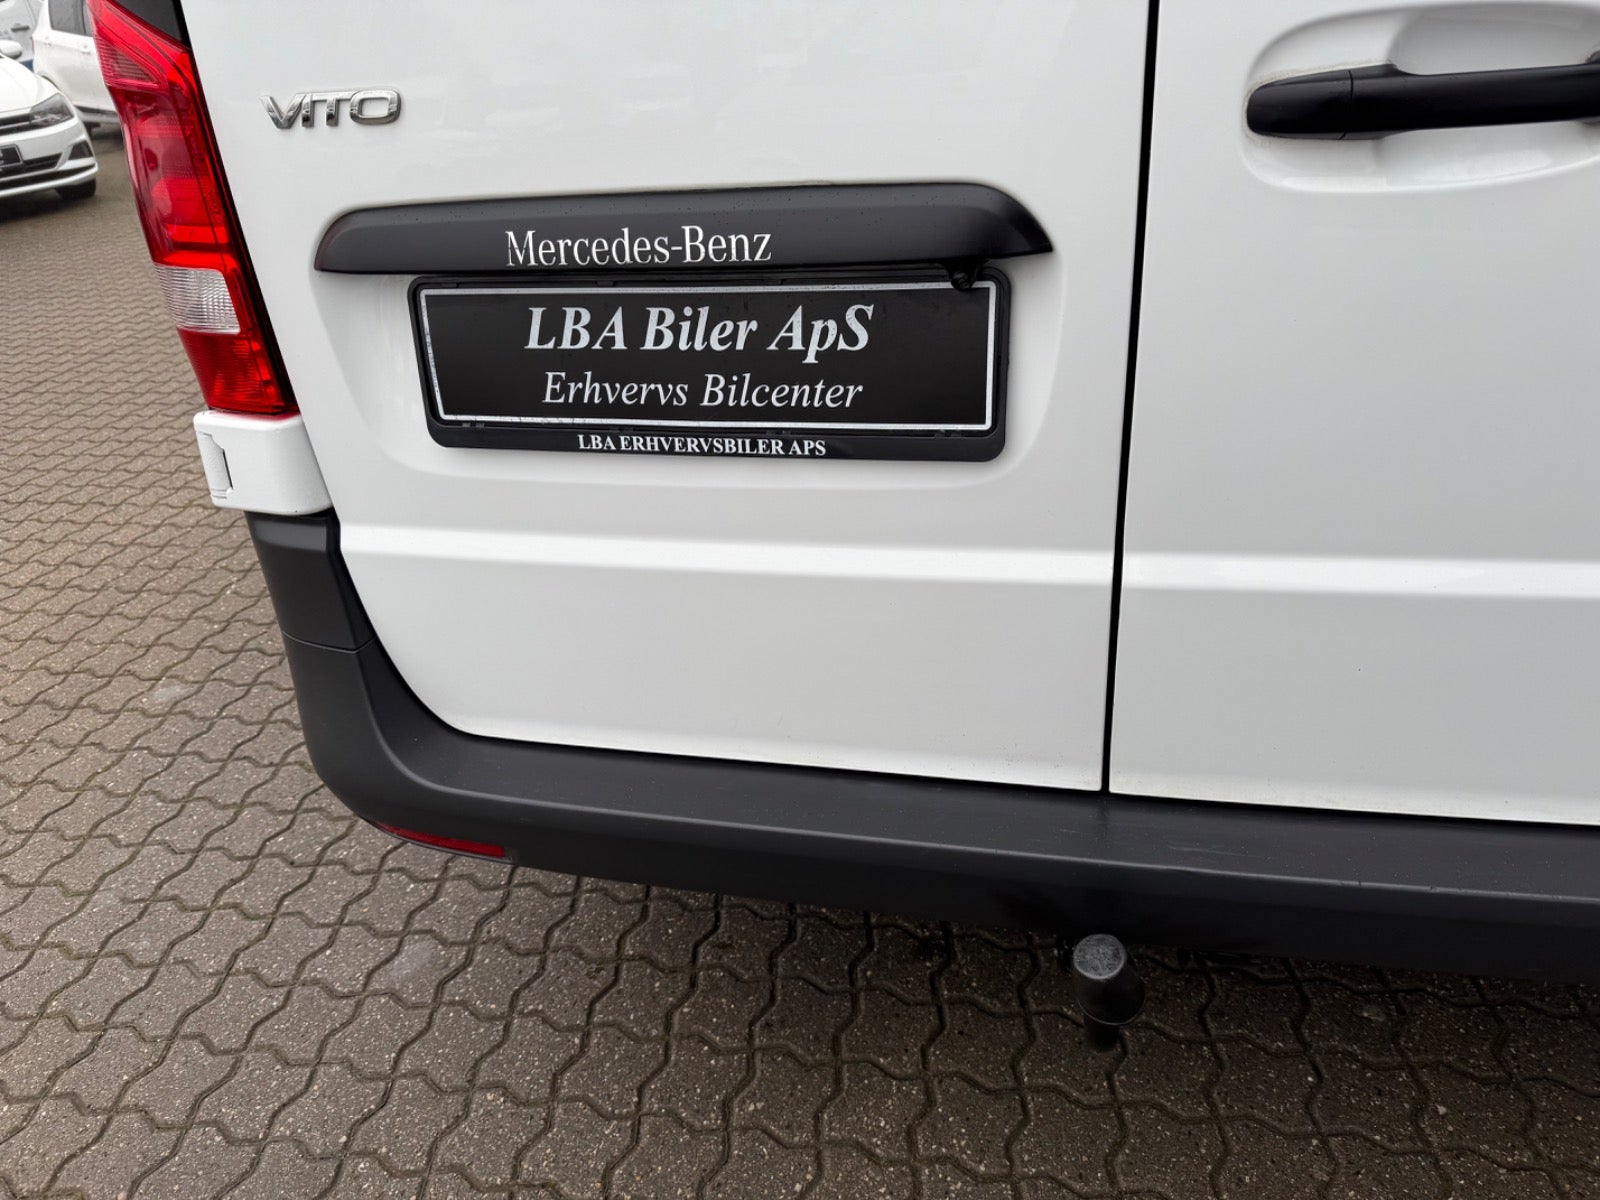 VITO
Mercedes-Benz
LBA Biler ApS
Erhvervs Bilcenter
LBA ERHVERVSBILER APS